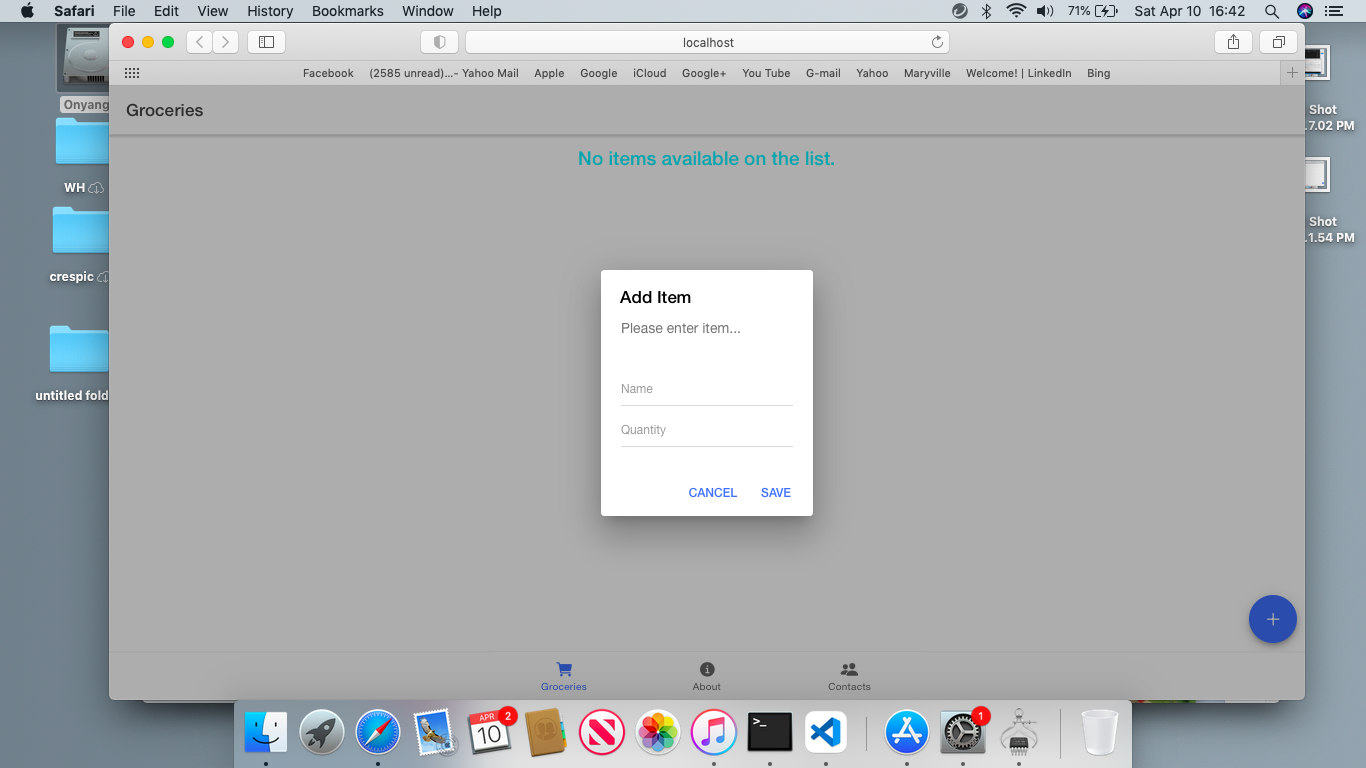 Safari File Edit View History Bookmarks Window Help 71% Sat Apr 10 16:42
localhost
Facebook (2585 unread)...- Yahoo Mail Apple Google iCloud Google+ You Tube G-mail Yahoo Maryville Welcome! | LinkedIn Bing
Onyang
Groceries
Shot
.7.02 PM
No items available on the list.
WH
Shot
.1.54 PM
crespic
Add Item
Please enter item...
Name
untitled fold
Quantity
CANCEL SAVE
+
Groceries About Contacts
APR 2
10
>_
1